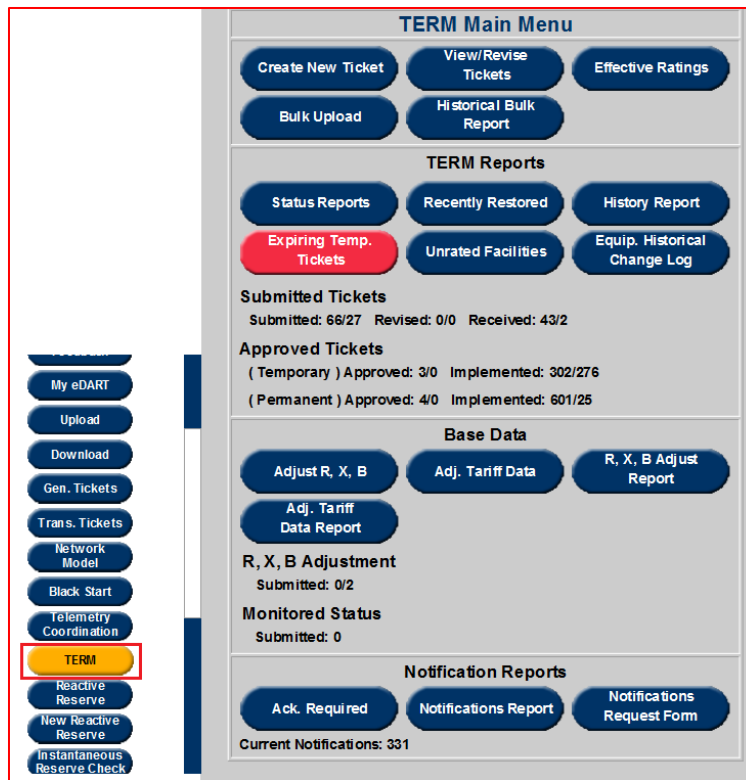 TERM Main Menu
Create New Ticket
View/Revise
Tickets
Effective Ratings
Bulk Upload
Historical Bulk
Report
TERM Reports
Status Reports
Recently Restored
History Report
Expiring Temp.
Tickets
Unrated Facilities
Equip. Historical
Change Log
Submitted Tickets
Submitted: 66/27 Revised: 0/0 Received: 43/2
Approved Tickets
( Temporary ) Approved: 3/0 Implemented: 302/276
( Permanent ) Approved: 4/0 Implemented: 601/25
Base Data
Adjust R, X, B
Adj. Tariff Data
R, X, B Adjust
Report
Adj. Tariff
Data Report
R, X, B Adjustment
Submitted: 0/2
Monitored Status
Submitted: 0
Notification Reports
Ack. Required
Notifications Report
Notifications
Request Form
Current Notifications: 331
My eDART
Upload
Download
Gen. Tickets
Trans. Tickets
Network
Model
Black Start
Telemetry
Coordination
TERM
Reactive
Reserve
New Reactive
Reserve
Instantaneous
Reserve Check